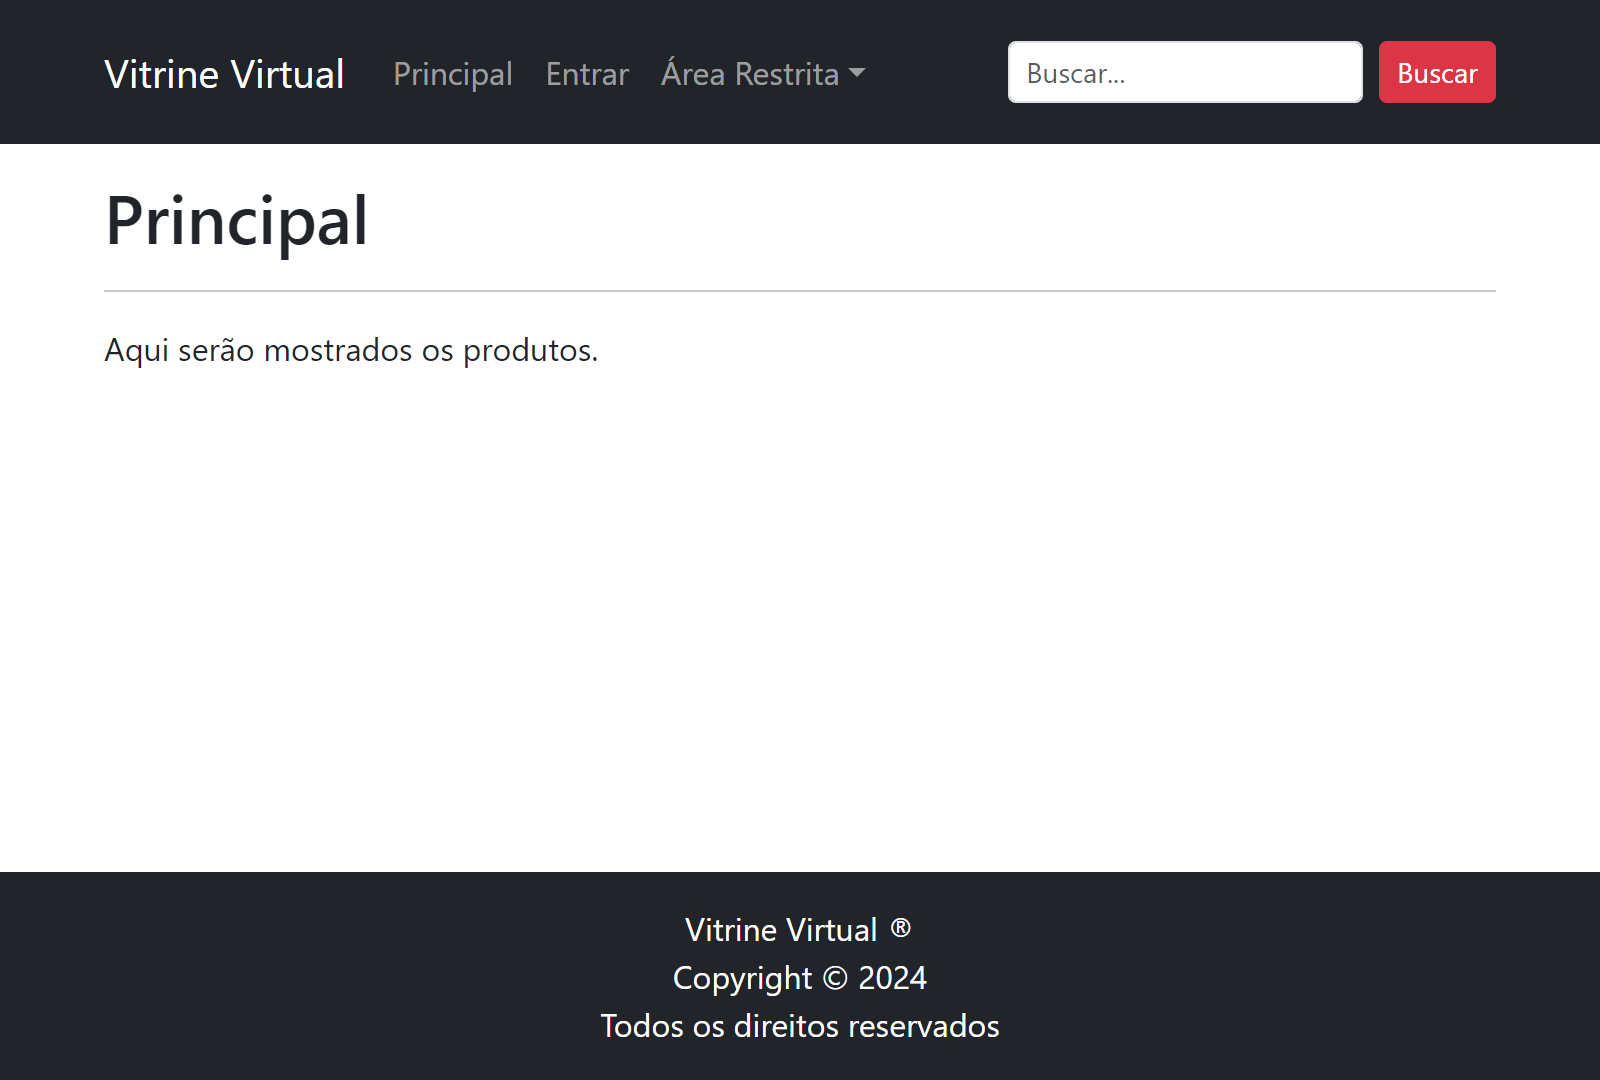 Vitrine Virtual Principal Entrar Área Restrita Buscar... Buscar
Principal
Aqui serão mostrados os produtos.
Vitrine Virtual ®
Copyright © 2024
Todos os direitos reservados